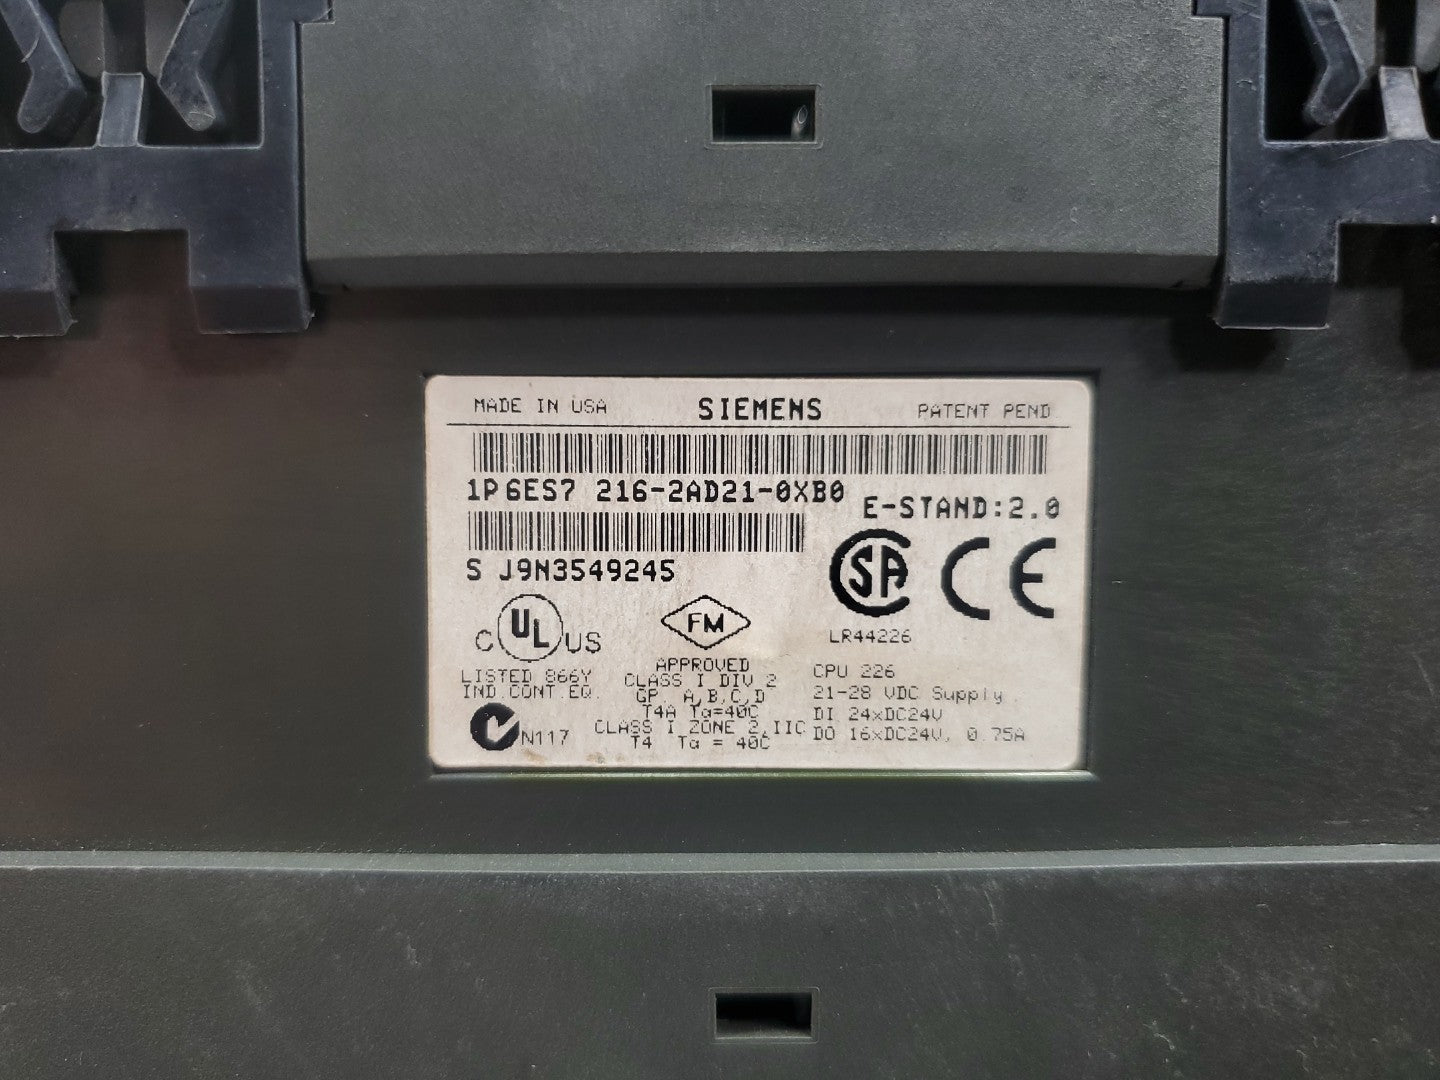 MADE IN USA SIEMENS PATENT PEND
1P 6ES7 216-2AD21-0XB0
E-STAND:2.0
S J9N3549245
SA CE
C UL US
FM
LR44226
LISTED 866Y
IND.CONT.EQ.
N117
APPROVED
CLASS I DIV 2
GP. A,B,C,D
T4A Ta=40C
CLASS I ZONE 2,IIC
T4 Ta = 40C
CPU 226
21-28 VDC Supply
DI 24xDC24V
DO 16xDC24V, 0.75A